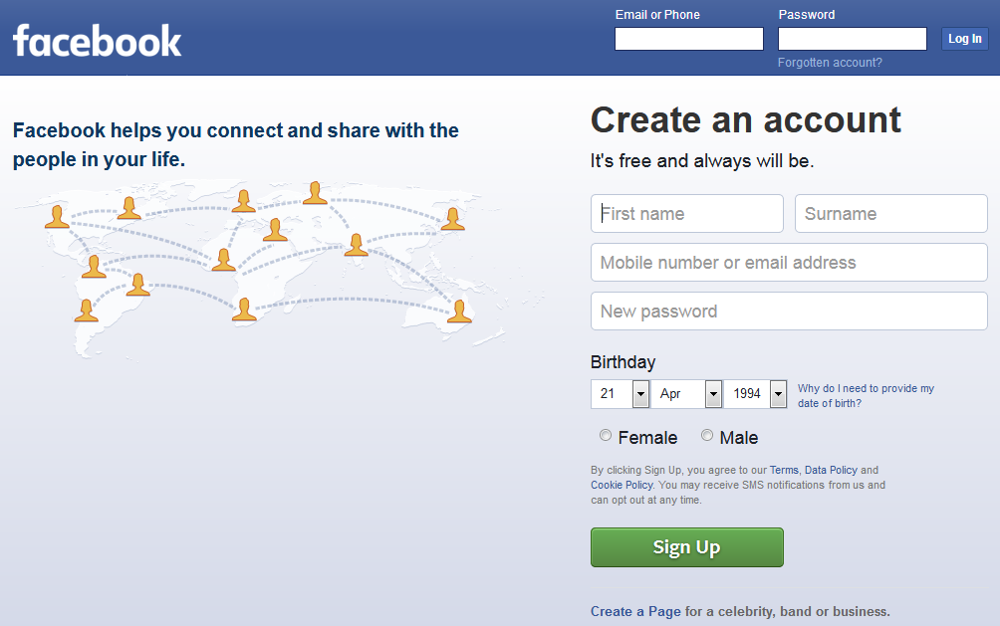 facebook
Email or Phone
Password
Log In
Forgotten account?
Facebook helps you connect and share with the
people in your life.
Create an account
It's free and always will be.
First name
Surname
Mobile number or email address
New password
Birthday
21
Apr
1994
Why do I need to provide my
date of birth?
Female
Male
By clicking Sign Up, you agree to our Terms, Data Policy and
Cookie Policy. You may receive SMS notifications from us and
can opt out at any time.
Sign Up
Create a Page for a celebrity, band or business.